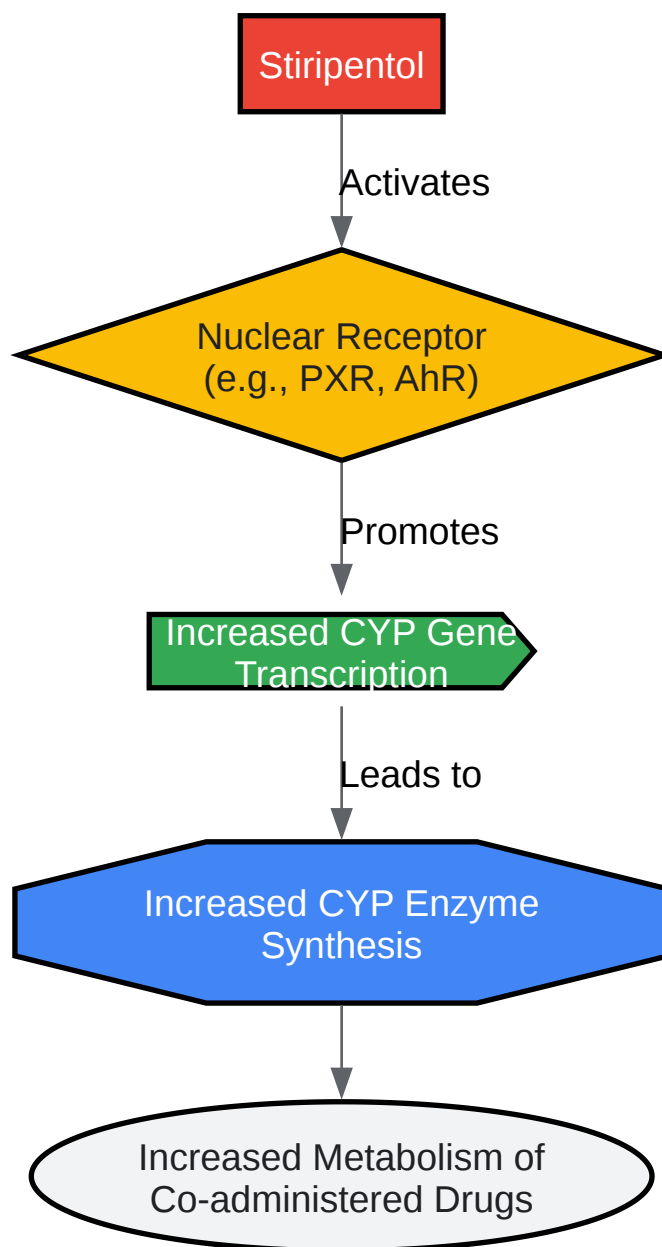 Stiripentol
Activates
Nuclear Receptor
(e.g., PXR, AhR)
Promotes
Increased CYP Gene
Transcription
Leads to
Increased CYP Enzyme
Synthesis
Increased Metabolism of
Co-administered Drugs